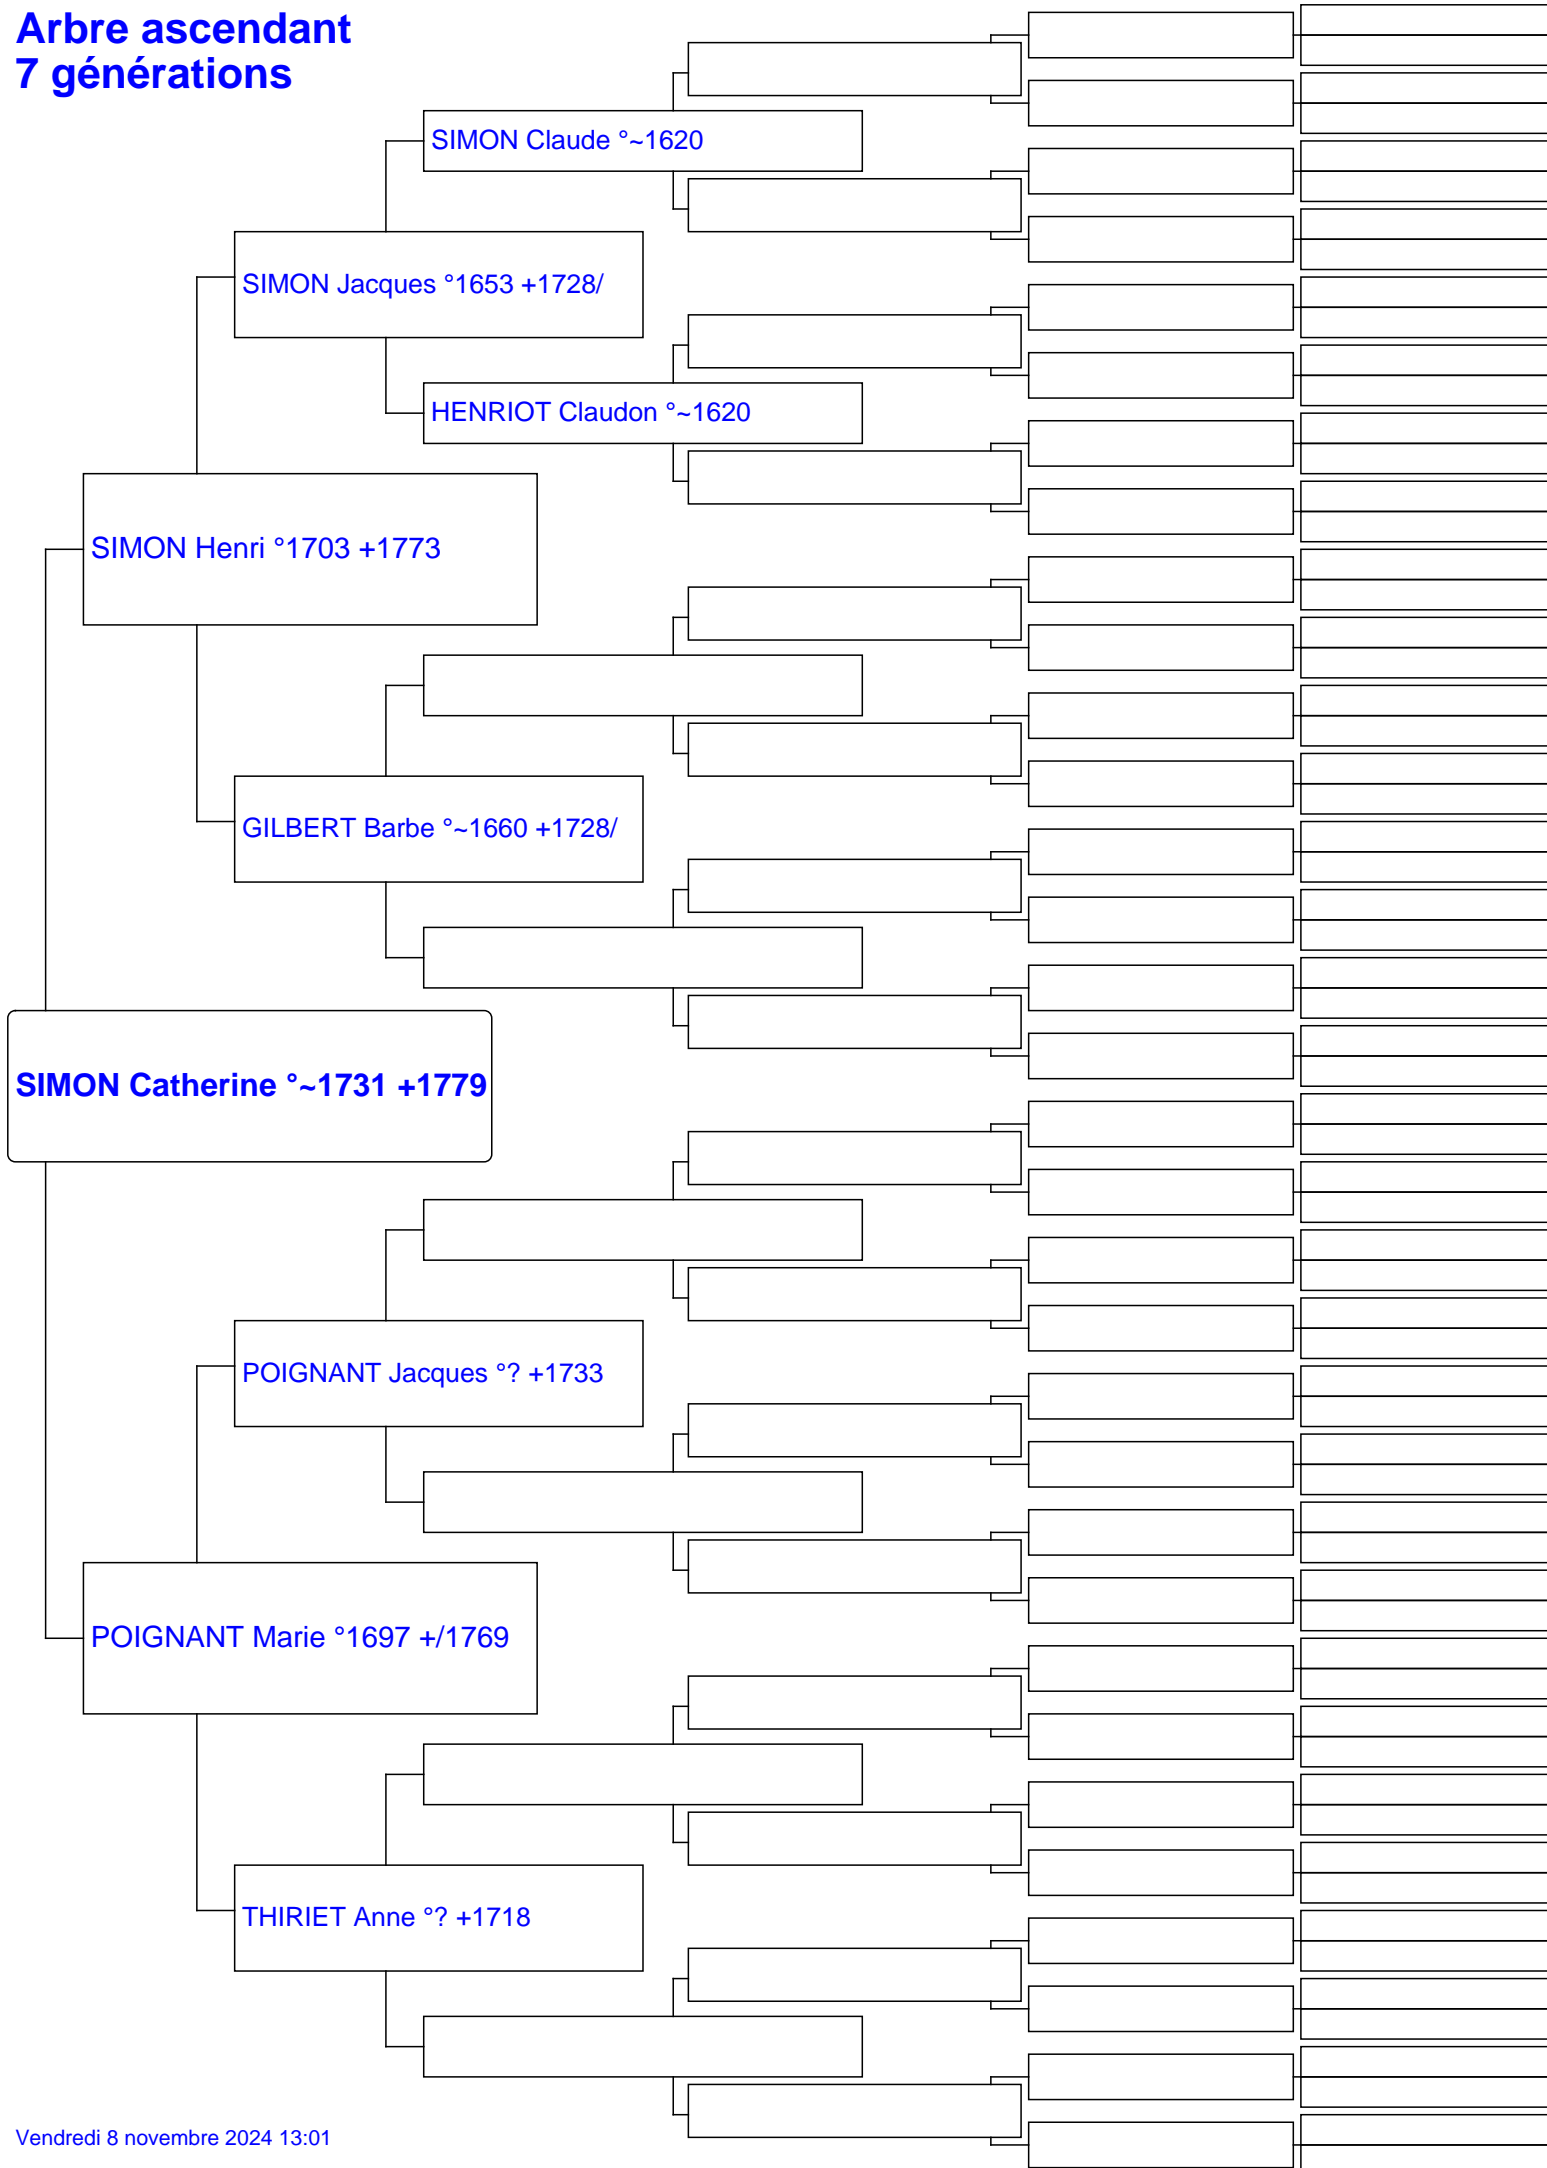 Arbre ascendant
7 générations
SIMON Claude °~1620
SIMON Jacques °1653 +1728/
HENRIOT Claudon °~1620
SIMON Henri °1703 +1773
GILBERT Barbe °~1660 +1728/
SIMON Catherine °~1731 +1779
POIGNANT Jacques °? +1733
POIGNANT Marie °1697 +/1769
THIRIET Anne °? +1718
Vendredi 8 novembre 2024 13:01